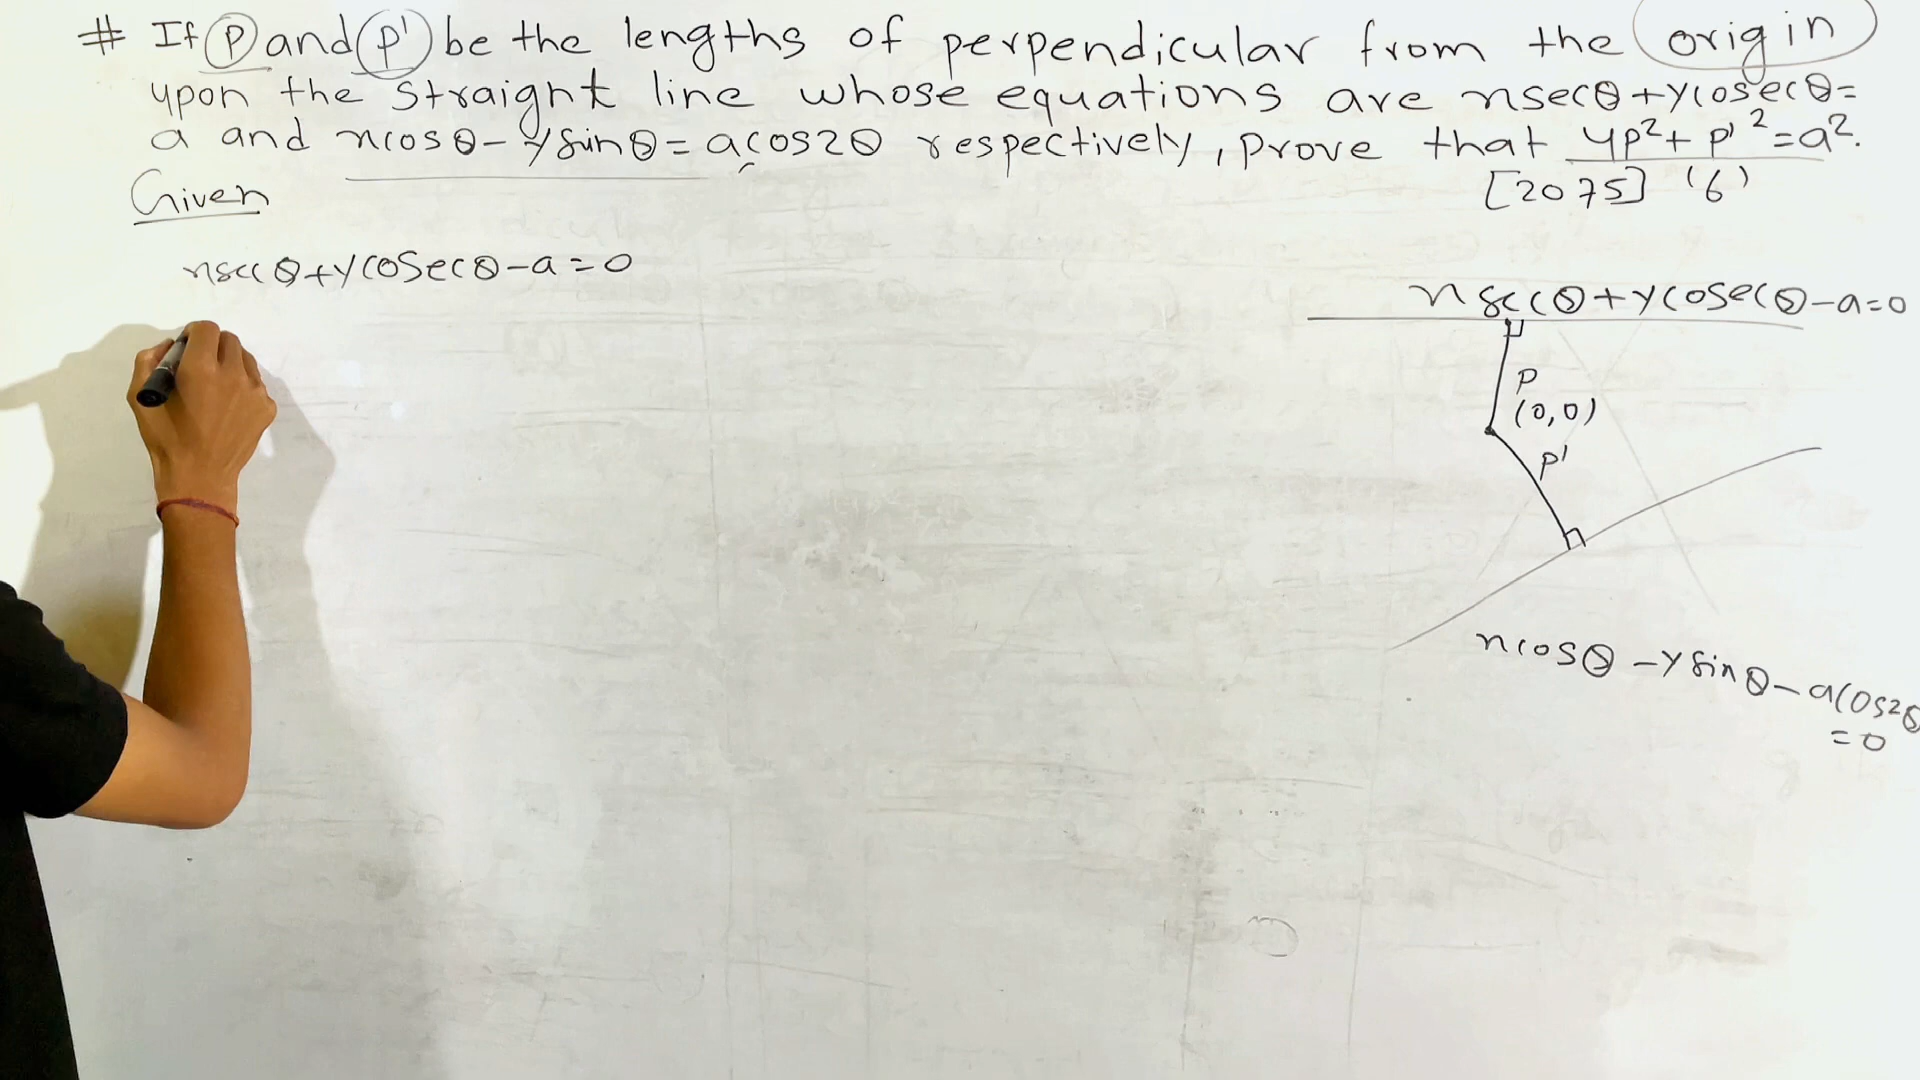 # If p and p' be the lengths of perpendicular from the origin
upon the straight line whose equations are xsecθ+ycosecθ=
a and xcosθ-ysinθ=acos2θ respectively, prove that 4p²+p'²=a².
[2075] (6)
Given
xsecθ+ycosecθ-a=0
xsecθ+ycosecθ-a=0
p
(0,0)
p'
xcosθ-ysinθ-acos2θ
=0